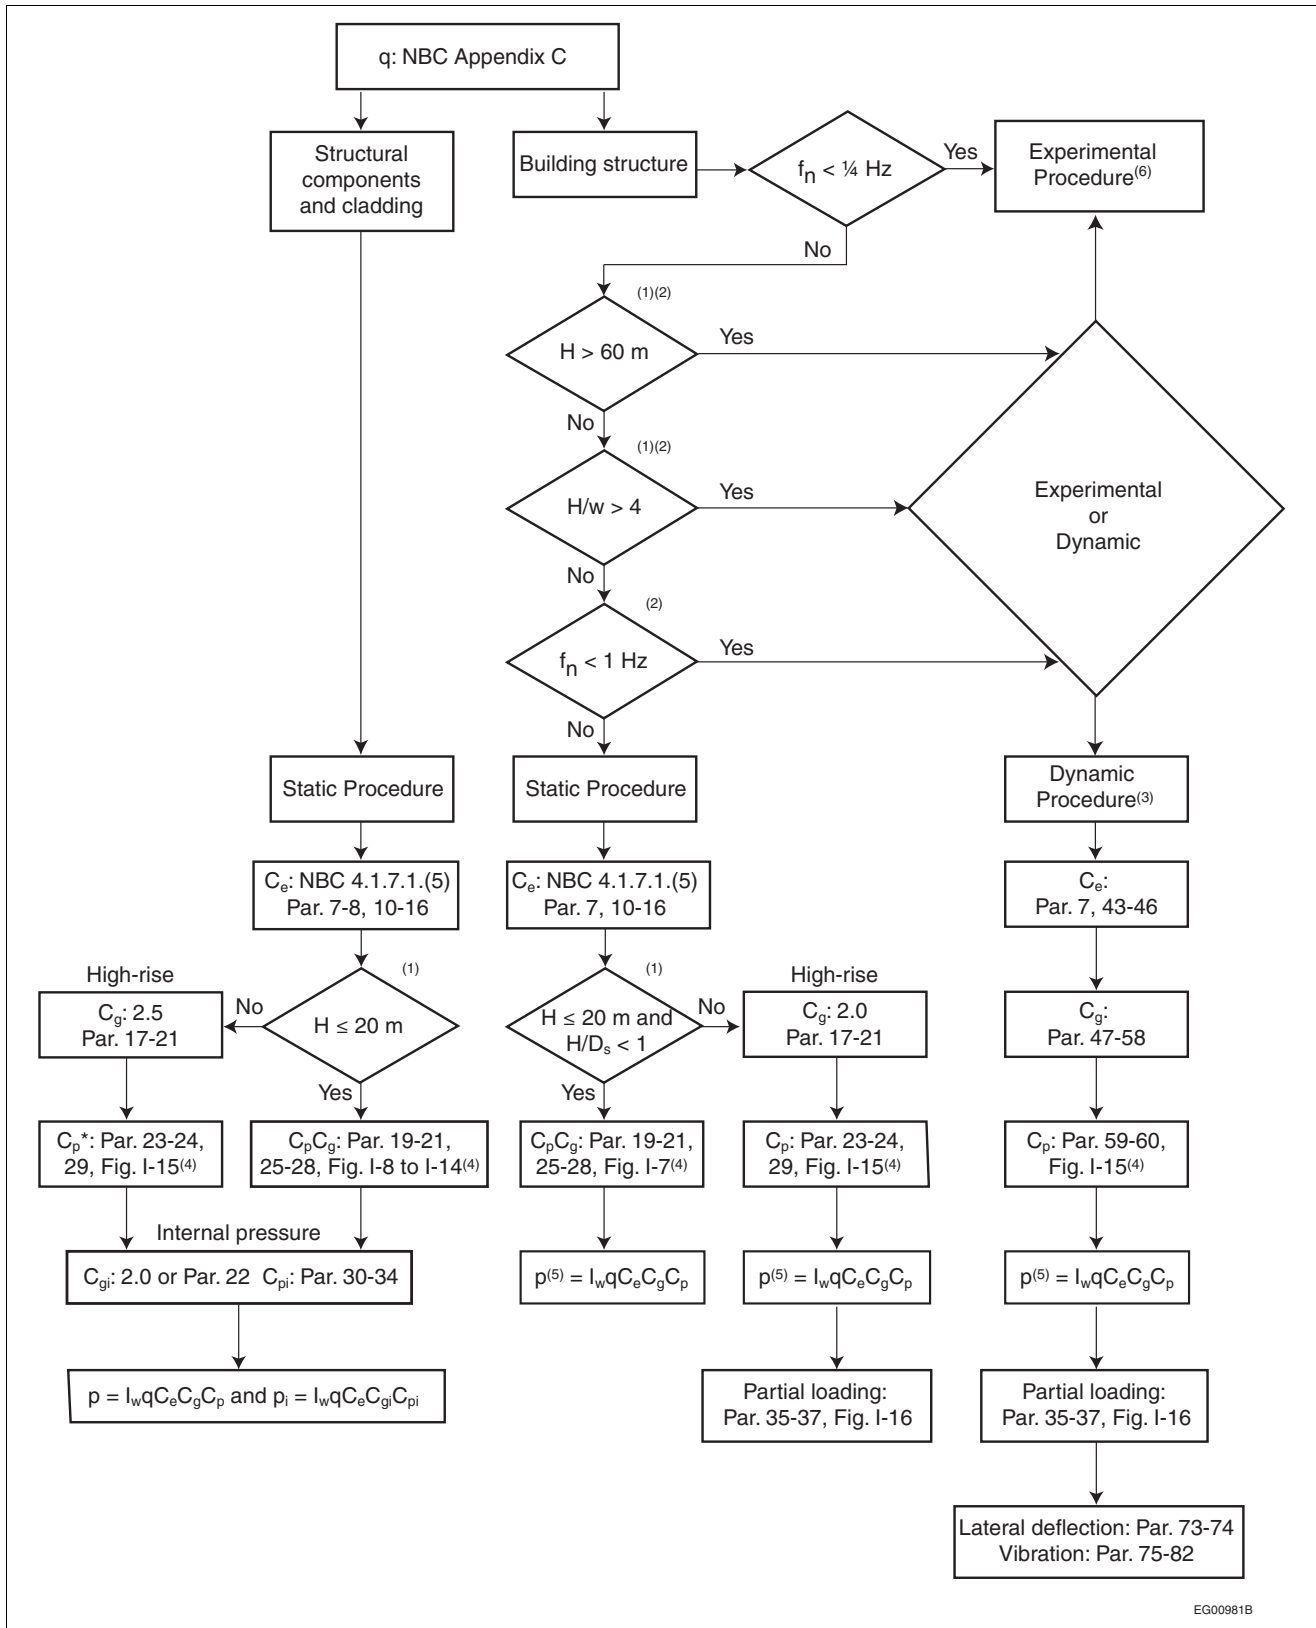 q: NBC Appendix C
Structural
components
and cladding
Building structure
fn < ¼ Hz
Yes
Experimental
Procedure(6)
No
(1)(2)
H > 60 m
Yes
No
(1)(2)
H/w > 4
Yes
Experimental
or
Dynamic
No
(2)
fn < 1 Hz
Yes
No
Static Procedure
Static Procedure
Dynamic
Procedure(3)
Ce: NBC 4.1.7.1.(5)
Par. 7-8, 10-16
Ce: NBC 4.1.7.1.(5)
Par. 7, 10-16
Ce:
Par. 7, 43-46
High-rise
Cg: 2.5
Par. 17-21
No
(1)
H ≤ 20 m
Yes
(1)
H ≤ 20 m and
H/Ds < 1
No
Yes
High-rise
Cg: 2.0
Par. 17-21
Cg:
Par. 47-58
Cp*: Par. 23-24,
29, Fig. I-15(4)
CpCg: Par. 19-21,
25-28, Fig. I-8 to I-14(4)
CpCg: Par. 19-21,
25-28, Fig. I-7(4)
Cp: Par. 23-24,
29, Fig. I-15(4)
Cp: Par. 59-60,
Fig. I-15(4)
Internal pressure
Cgi: 2.0 or Par. 22 Cpi: Par. 30-34
p(5) = IwqCeCgCp
p(5) = IwqCeCgCp
p(5) = IwqCeCgCp
p = IwqCeCgCp and pi = IwqCeCgiCpi
Partial loading:
Par. 35-37, Fig. I-16
Partial loading:
Par. 35-37, Fig. I-16
Lateral deflection: Par. 73-74
Vibration: Par. 75-82
EG00981B